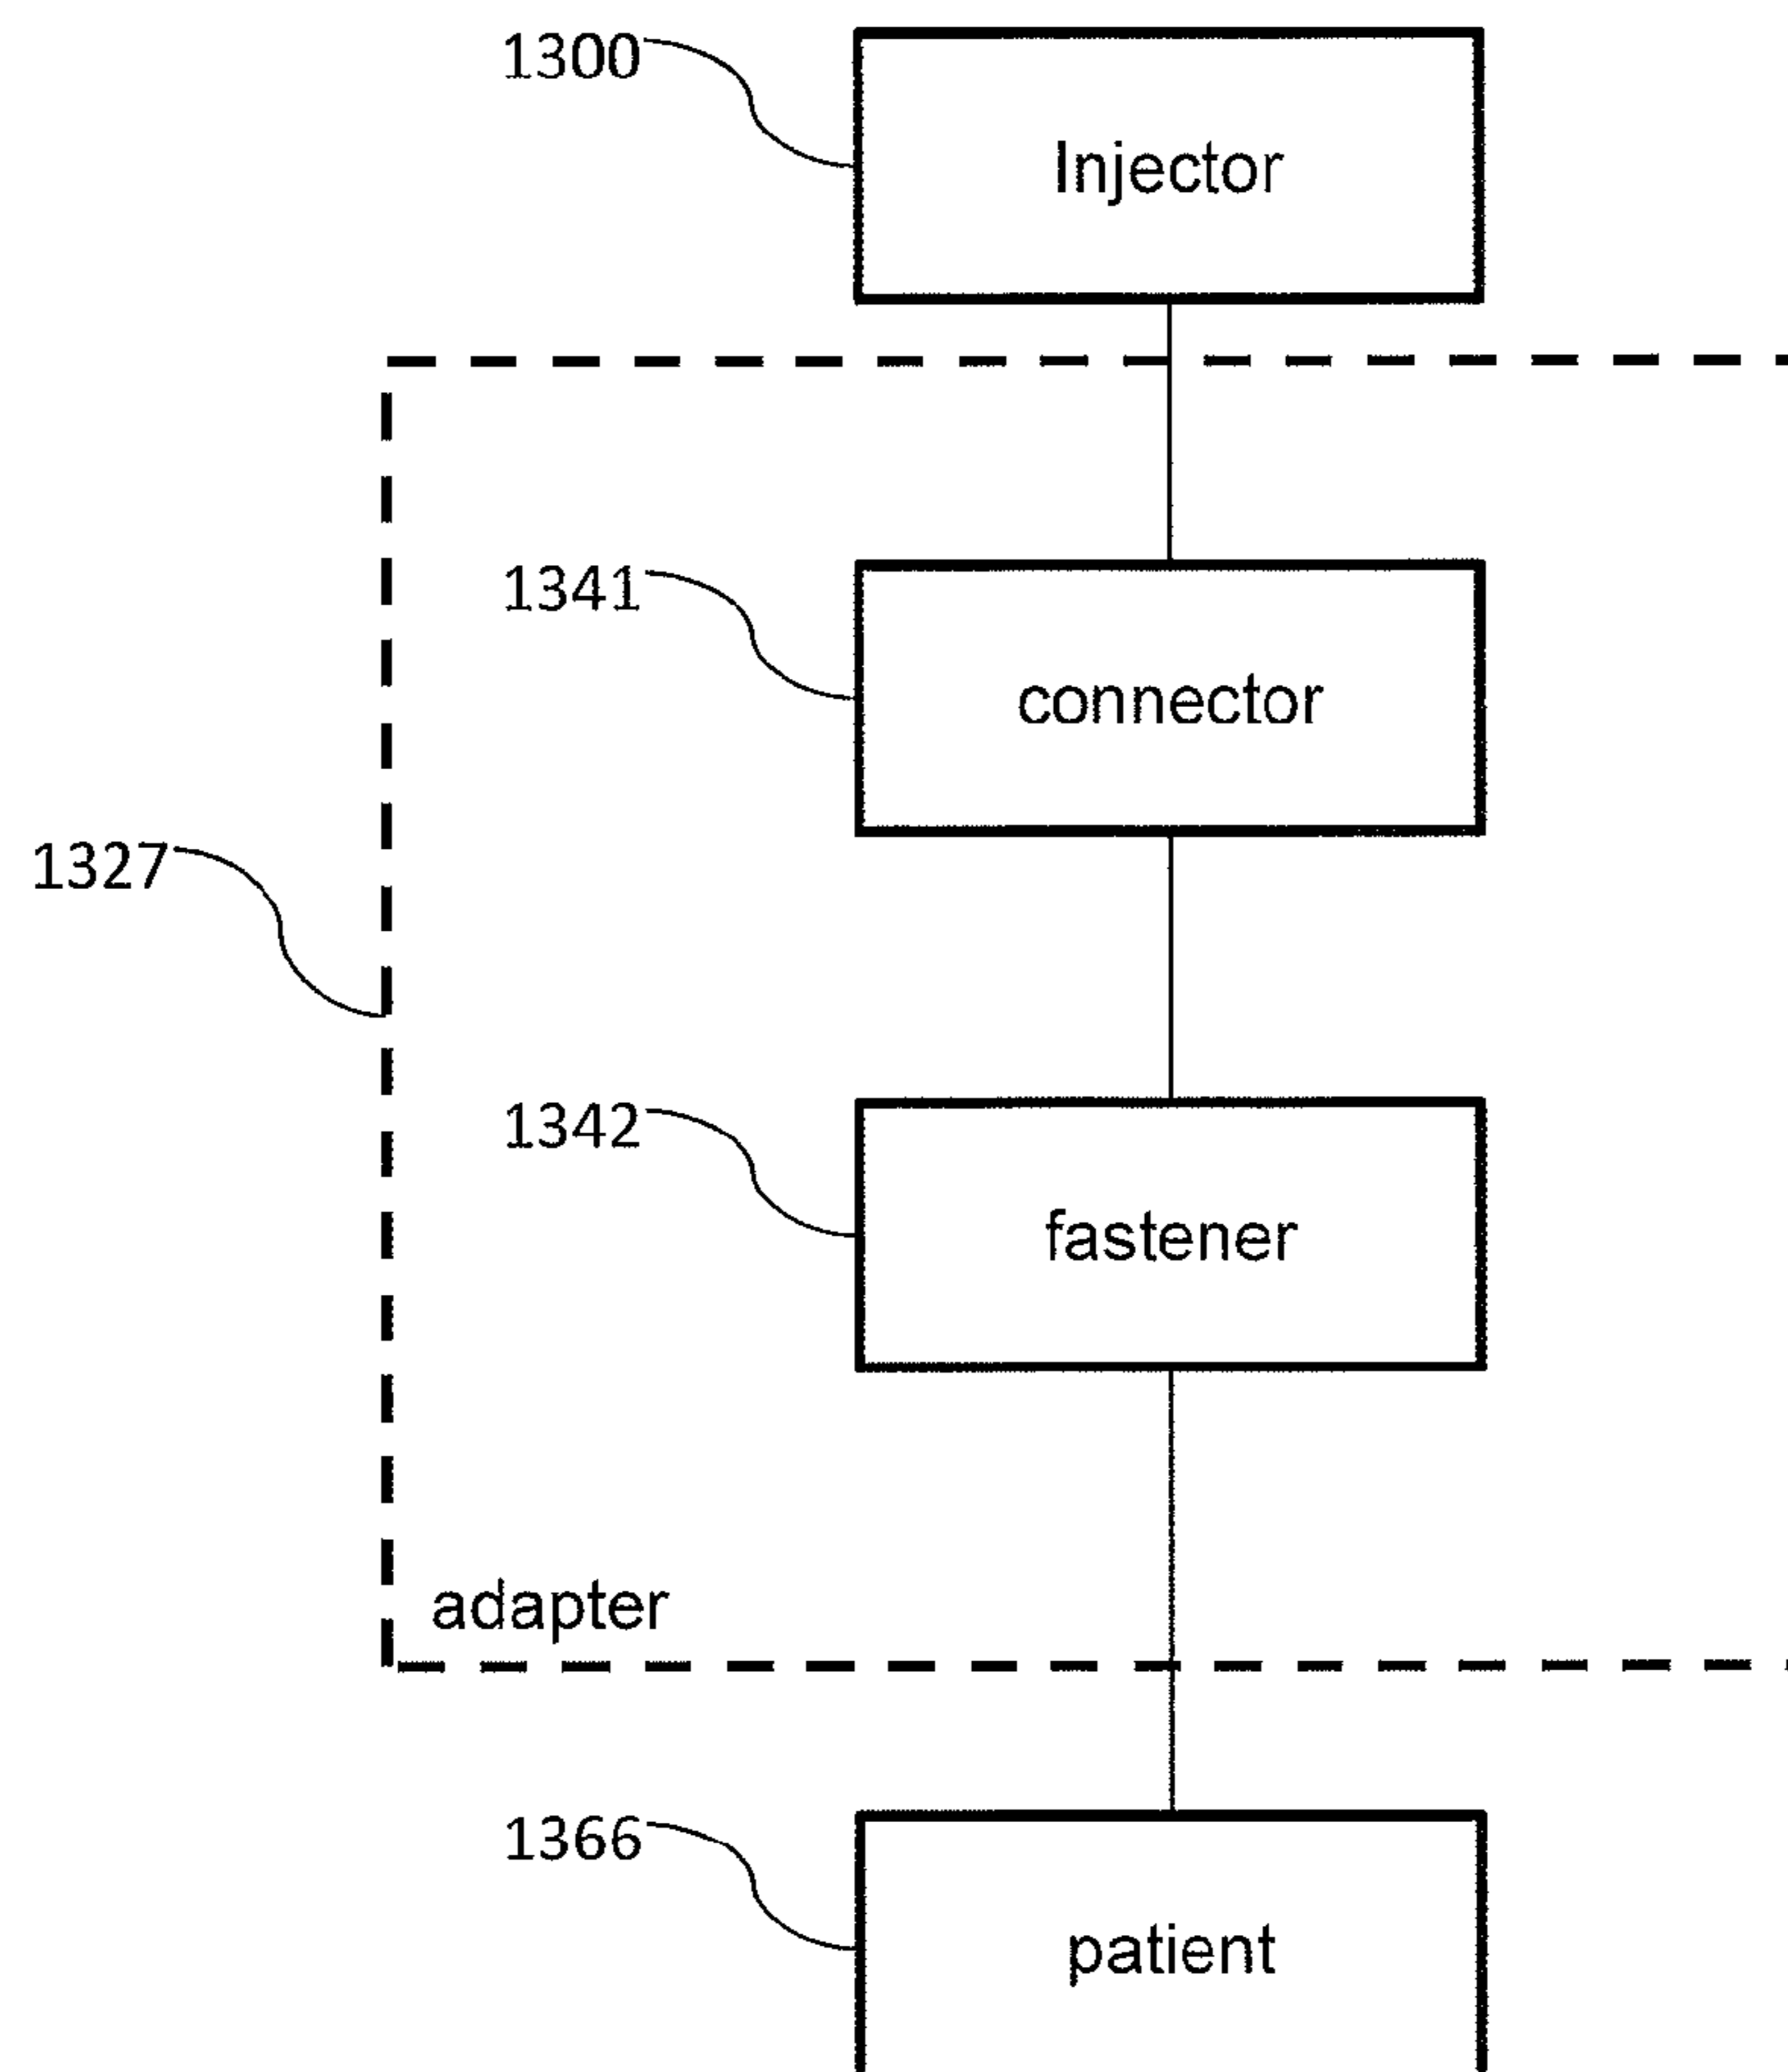 1300
Injector
1341
connector
1327
1342
fastener
adapter
1366
patient